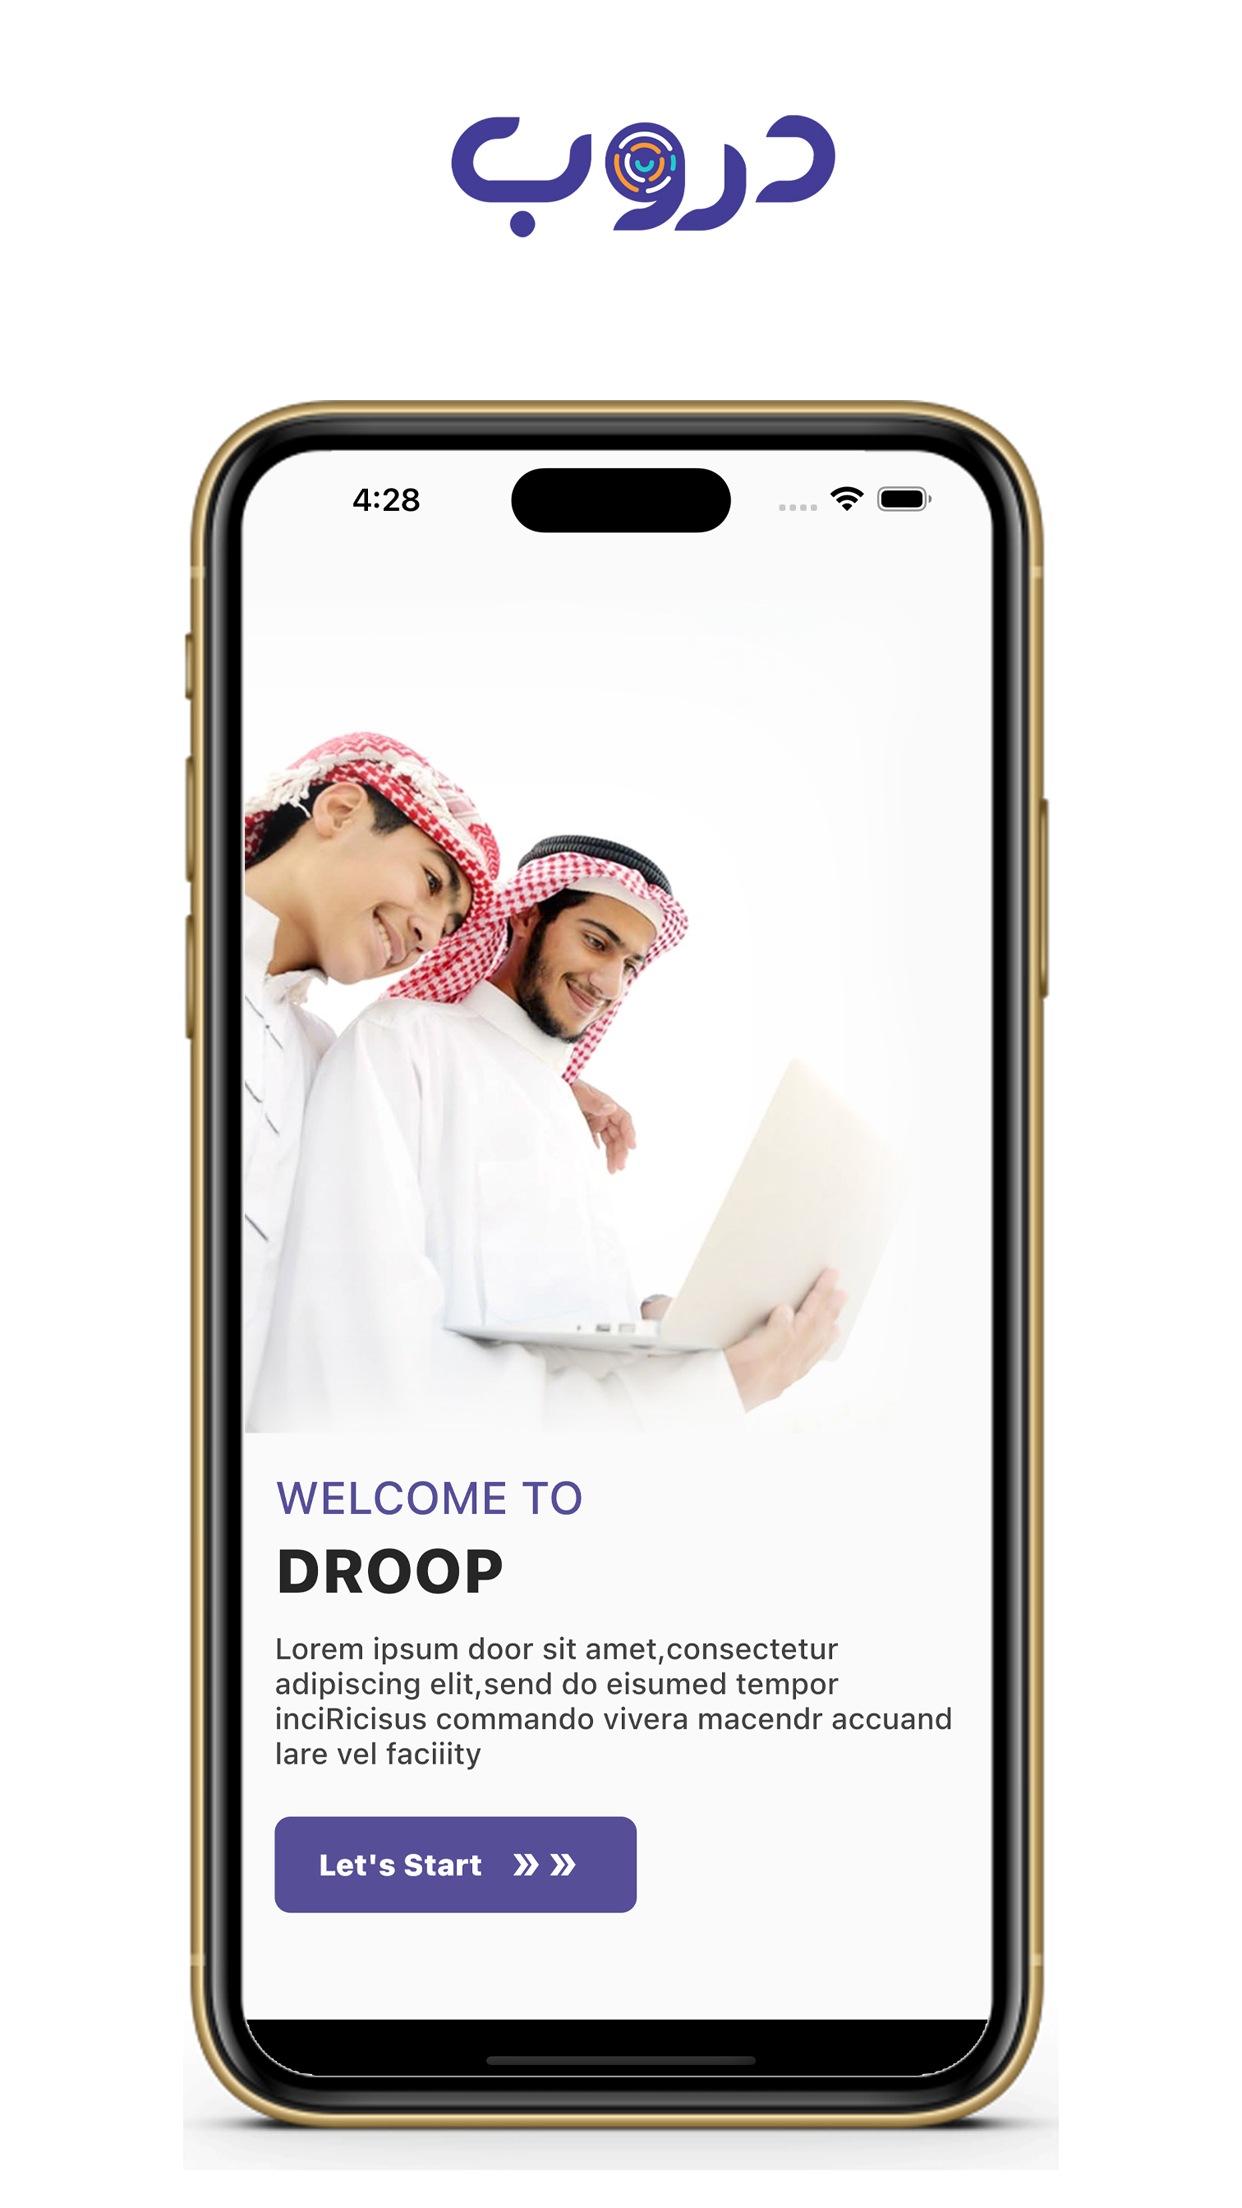 دروب
4:28
WELCOME TO
DROOP
Lorem ipsum door sit amet,consectetur
adipiscing elit,send do eisumed tempor
inciRicisus commando vivera macendr accuand
lare vel faciiity
Let's Start